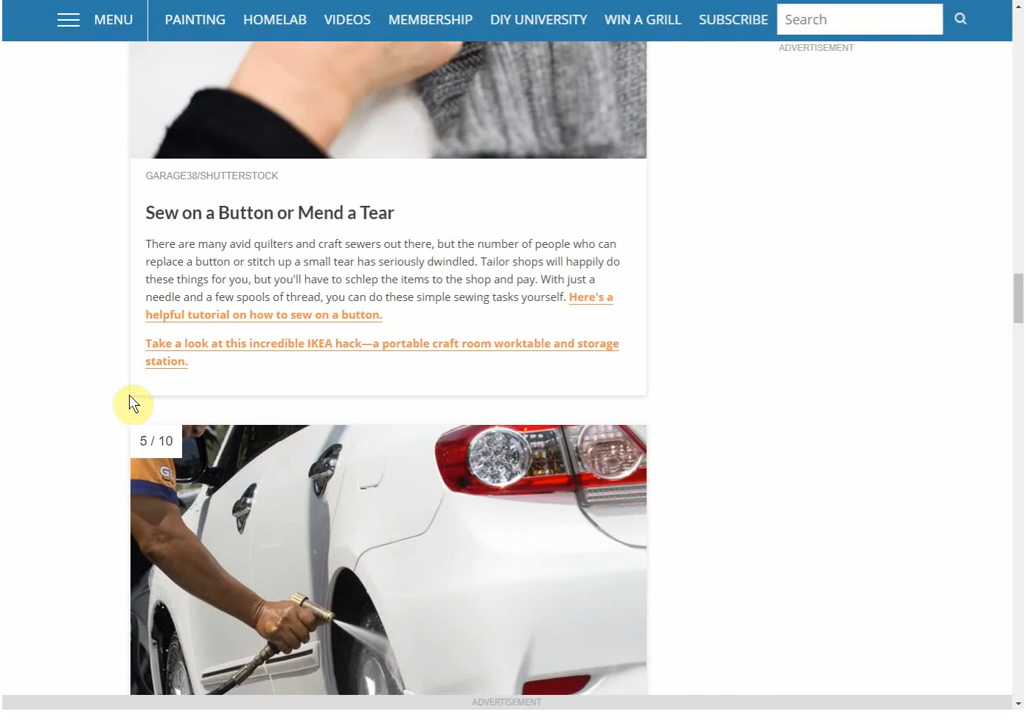 MENU PAINTING HOMELAB VIDEOS MEMBERSHIP DIY UNIVERSITY WIN A GRILL SUBSCRIBE Search
ADVERTISEMENT
GARAGE38/SHUTTERSTOCK
Sew on a Button or Mend a Tear
There are many avid quilters and craft sewers out there, but the number of people who can
replace a button or stitch up a small tear has seriously dwindled. Tailor shops will happily do
these things for you, but you'll have to schlep the items to the shop and pay. With just a
needle and a few spools of thread, you can do these simple sewing tasks yourself. Here's a
helpful tutorial on how to sew on a button.
Take a look at this incredible IKEA hack—a portable craft room worktable and storage
station.
5 / 10
ADVERTISEMENT